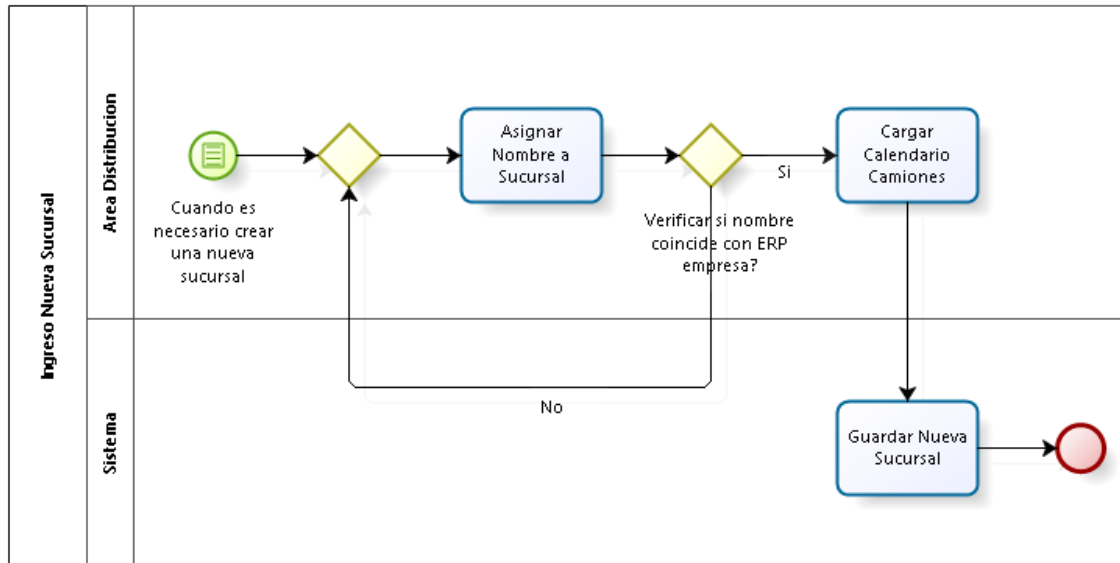 Ingreso Nueva Sucursal
Area Distribucion
Cuando es
necesario crear
una nueva
sucursal
Asignar
Nombre a
Sucursal
Verificar si nombre
coincide con ERP
empresa?
Si
Cargar
Calendario
Camiones
No
Sistema
Guardar Nueva
Sucursal